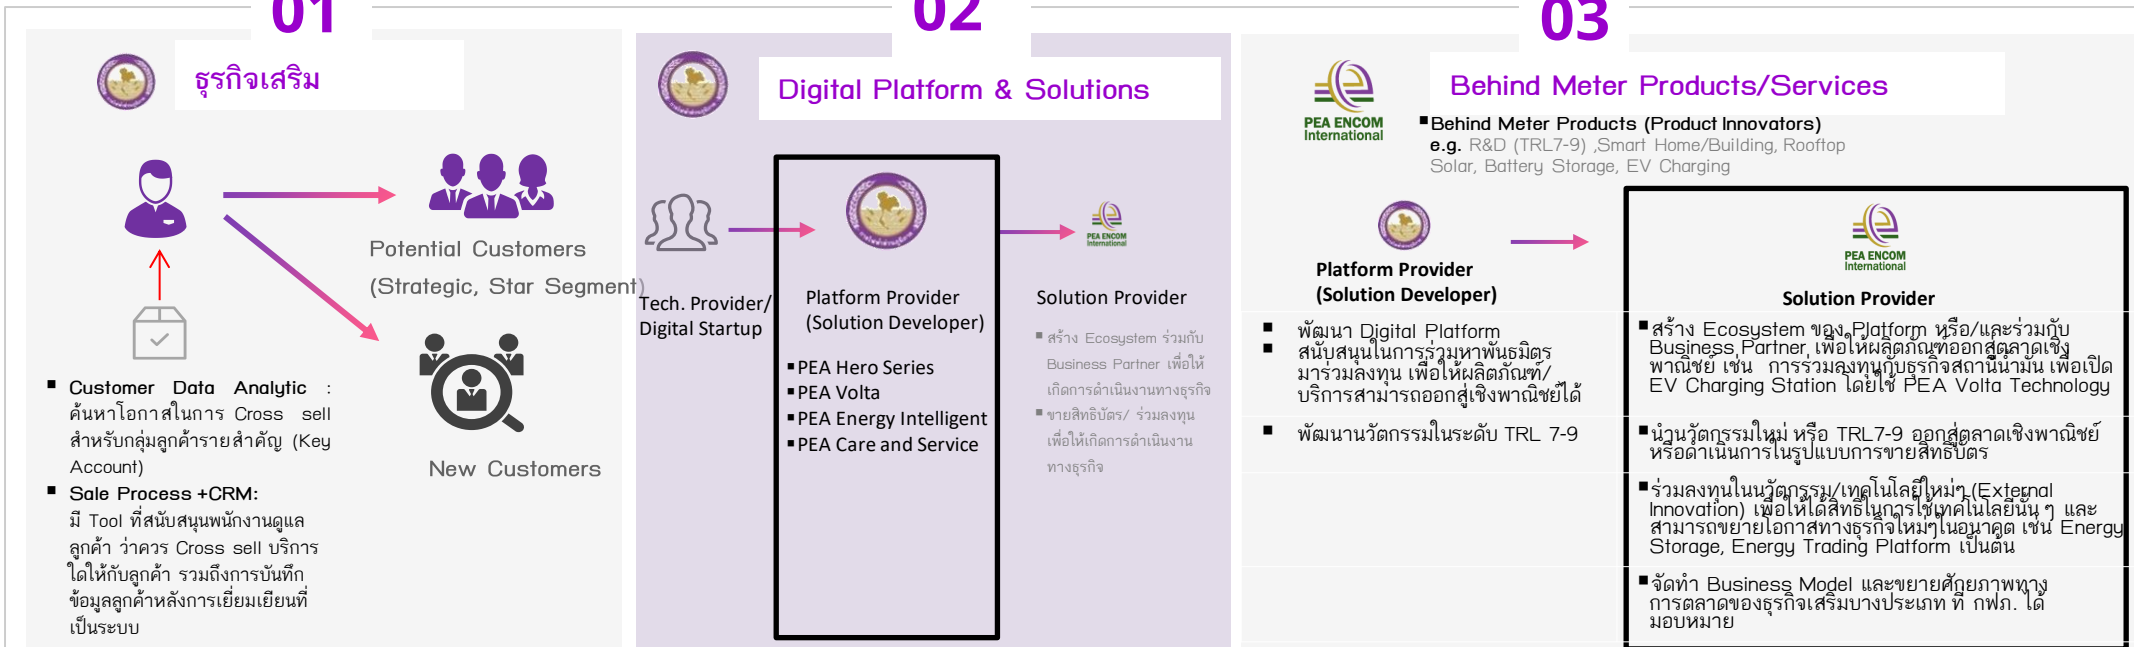 01
ธุรกิจเสริม
Potential Customers
(Strategic, Star Segment)
New Customers
▪ Customer Data Analytic :
ค้นหาโอกาสในการ Cross sell
สำหรับกลุ่มลูกค้ารายสำคัญ (Key
Account)
▪ Sale Process +CRM:
มี Tool ที่สนับสนุนพนักงานดูแล
ลูกค้า ว่าควร Cross sell บริการ
ใดให้กับลูกค้า รวมถึงการบันทึก
ข้อมูลลูกค้าหลังการเยี่ยมเยียนที่
เป็นระบบ
02
Digital Platform & Solutions
Tech. Provider/
Digital Startup
Platform Provider
(Solution Developer)
▪PEA Hero Series
▪PEA Volta
▪PEA Energy Intelligent
▪PEA Care and Service
PEA ENCOM
International
Solution Provider
▪ สร้าง Ecosystem ร่วมกับ
Business Partner เพื่อให้
เกิดการดำเนินงานทางธุรกิจ
▪ ขายสิทธิบัตร/ ร่วมลงทุน
เพื่อให้เกิดการดำเนินงาน
ทางธุรกิจ
03
PEA ENCOM
International
Behind Meter Products/Services
▪Behind Meter Products (Product Innovators)
e.g. R&D (TRL7-9) ,Smart Home/Building, Rooftop
Solar, Battery Storage, EV Charging
Platform Provider
(Solution Developer)
▪ พัฒนา Digital Platform
▪ สนับสนุนในการร่วมหาพันธมิตร
มาร่วมลงทุน เพื่อให้ผลิตภัณฑ์/
บริการสามารถออกสู่เชิงพาณิชย์ได้
▪ พัฒนานวัตกรรมในระดับ TRL 7-9
PEA ENCOM
International
Solution Provider
▪สร้าง Ecosystem ของ Platform หรือ/และร่วมกับ
Business Partner เพื่อให้ผลิตภัณฑ์ออกสู่ตลาดเชิง
พาณิชย์ เช่น การร่วมลงทุนกับธุรกิจสถานีน้ำมัน เพื่อเปิด
EV Charging Station โดยใช้ PEA Volta Technology
▪นำนวัตกรรมใหม่ หรือ TRL7-9 ออกสู่ตลาดเชิงพาณิชย์
หรือดำเนินการในรูปแบบการขายสิทธิบัตร
▪ร่วมลงทุนในนวัตกรรม/เทคโนโลยีใหม่ๆ (External
Innovation) เพื่อให้ได้สิทธิ์ในการใช้เทคโนโลยีนั้น ๆ และ
สามารถขยายโอกาสทางธุรกิจใหม่ๆในอนาคต เช่น Energy
Storage, Energy Trading Platform เป็นต้น
▪จัดทำ Business Model และขยายศักยภาพทาง
การตลาดของธุรกิจเสริมบางประเภท ที่ กฟภ. ได้
มอบหมาย